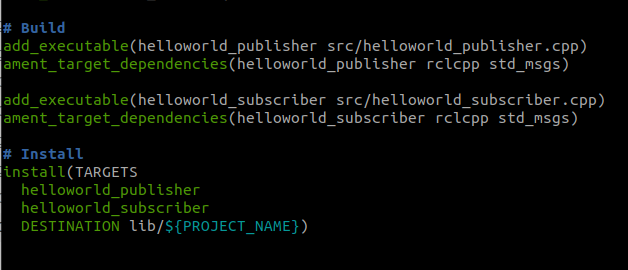 # Build
add_executable(helloworld_publisher src/helloworld_publisher.cpp)
ament_target_dependencies(helloworld_publisher rclcpp std_msgs)
add_executable(helloworld_subscriber src/helloworld_subscriber.cpp)
ament_target_dependencies(helloworld_subscriber rclcpp std_msgs)
# Install
install(TARGETS
  helloworld_publisher
  helloworld_subscriber
  DESTINATION lib/${PROJECT_NAME})